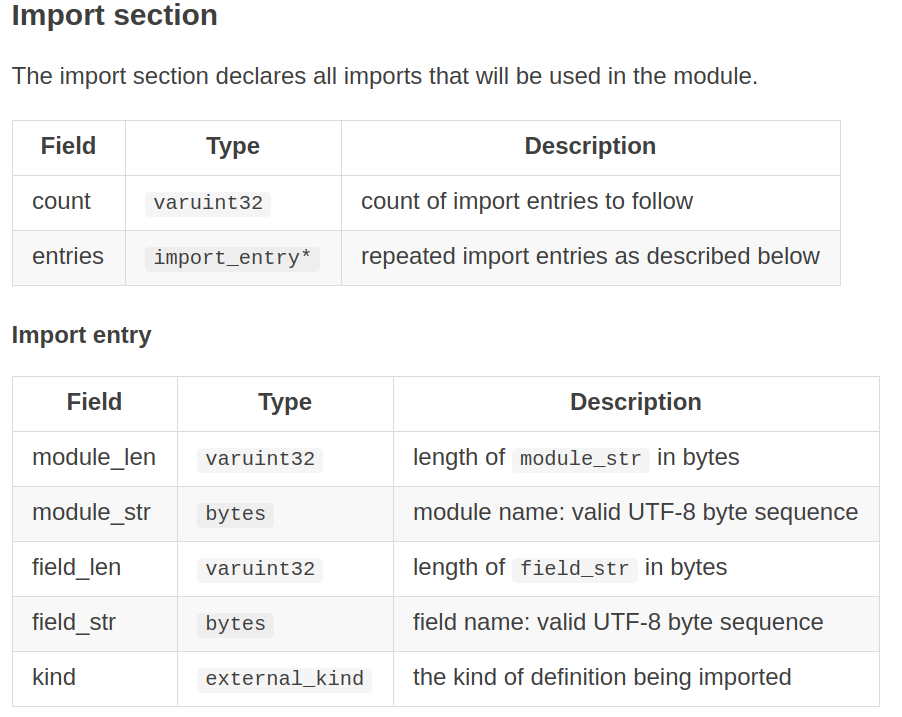 Import section
The import section declares all imports that will be used in the module.
Field Type Description
count varuint32 count of import entries to follow
entries import_entry* repeated import entries as described below
Import entry
Field Type Description
module_len varuint32 length of module_str in bytes
module_str bytes module name: valid UTF-8 byte sequence
field_len varuint32 length of field_str in bytes
field_str bytes field name: valid UTF-8 byte sequence
kind external_kind the kind of definition being imported